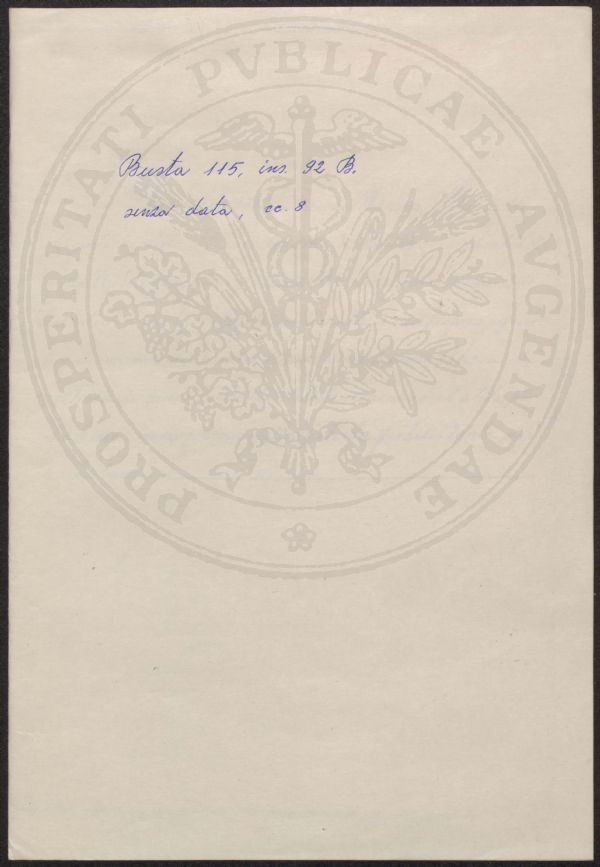 Busta 115, ins. 92 B.
senza data, cc. 8
PROSPERITATI PVBLICAE AVGENDAE